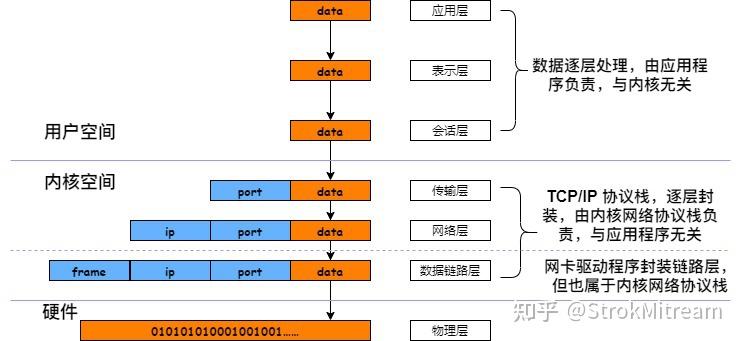 data 应用层
data 表示层
数据逐层处理，由应用程
序负责，与内核无关
data 会话层
用户空间
内核空间
port data 传输层
TCP/IP 协议栈，逐层封
装，由内核网络协议栈负
责，与应用程序无关
ip port data 网络层
frame ip port data 数据链路层
网卡驱动程序封装链路层，
但也属于内核网络协议栈
硬件
010101010001001001...... 物理层
知乎 @StrokMitream